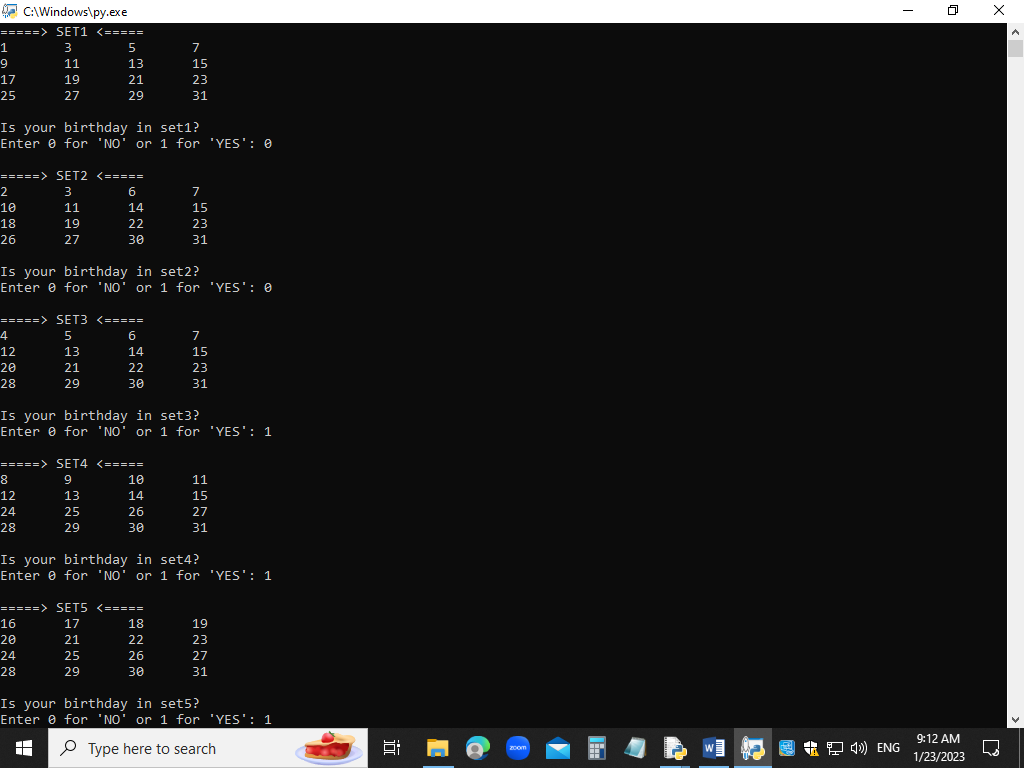 C:\Windows\py.exe
=====> SET1 <=====
1 3 5 7
9 11 13 15
17 19 21 23
25 27 29 31
Is your birthday in set1?
Enter 0 for 'NO' or 1 for 'YES': 0
=====> SET2 <=====
2 3 6 7
10 11 14 15
18 19 22 23
26 27 30 31
Is your birthday in set2?
Enter 0 for 'NO' or 1 for 'YES': 0
=====> SET3 <=====
4 5 6 7
12 13 14 15
20 21 22 23
28 29 30 31
Is your birthday in set3?
Enter 0 for 'NO' or 1 for 'YES': 1
=====> SET4 <=====
8 9 10 11
12 13 14 15
24 25 26 27
28 29 30 31
Is your birthday in set4?
Enter 0 for 'NO' or 1 for 'YES': 1
=====> SET5 <=====
16 17 18 19
20 21 22 23
24 25 26 27
28 29 30 31
Is your birthday in set5?
Enter 0 for 'NO' or 1 for 'YES': 1
Type here to search
zoom
W
ENG
9:12 AM
1/23/2023